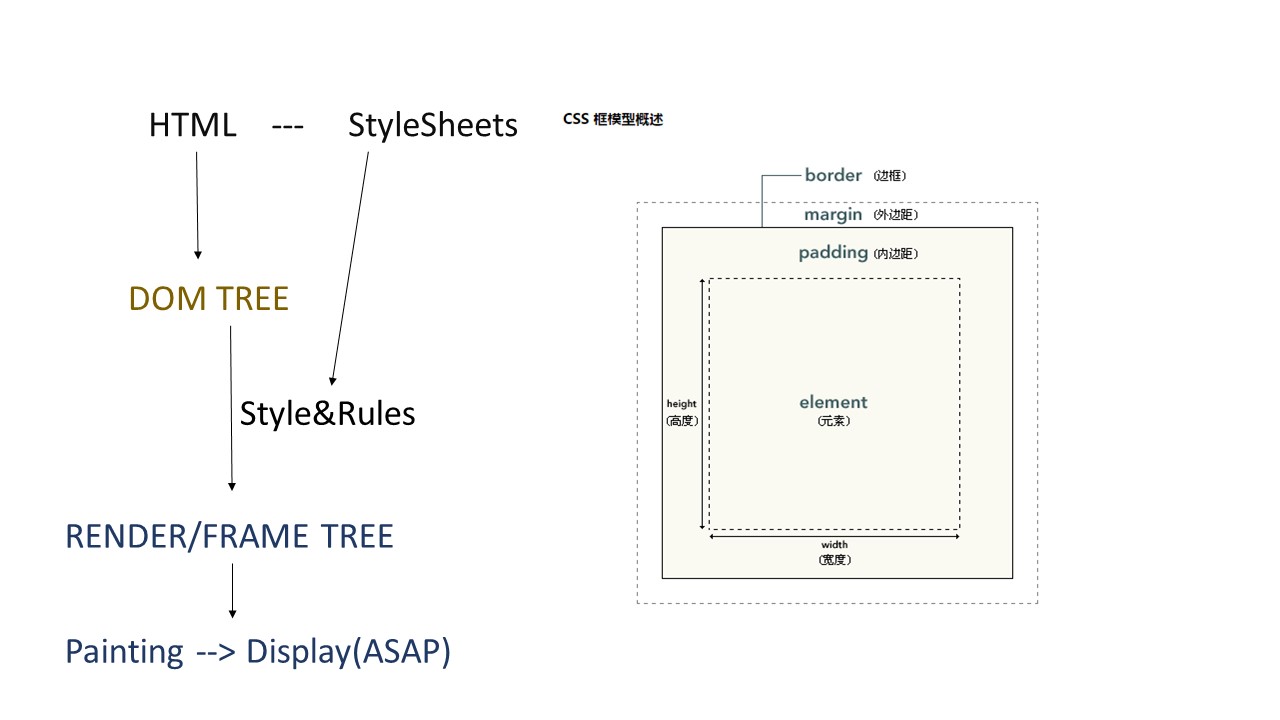 HTML --- StyleSheets
DOM TREE
Style&Rules
RENDER/FRAME TREE
Painting --> Display(ASAP)
CSS 框模型概述
border (边框)
margin (外边距)
padding (内边距)
height
(高度)
element
(元素)
width
(宽度)